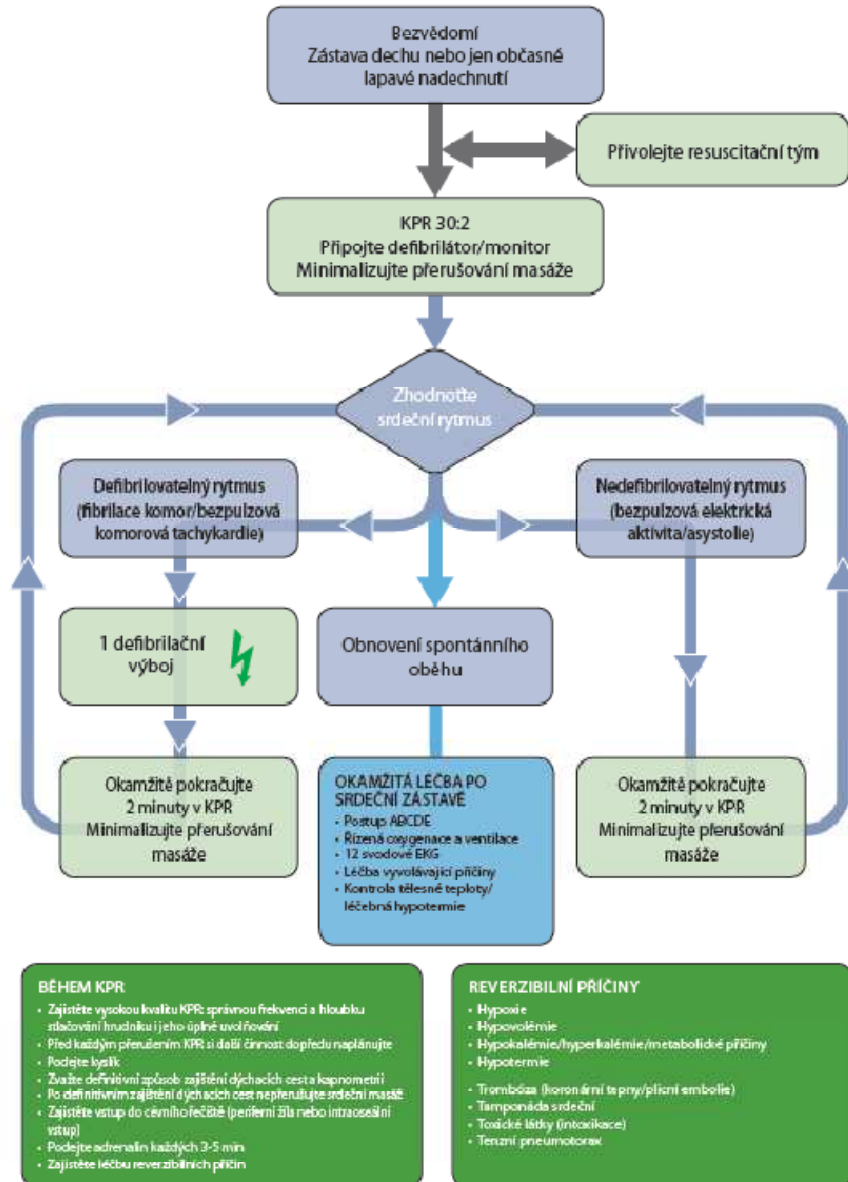 Bezvědomí
Zástava dechu nebo jen občasné
lapavé nadechnutí
Přivolejte resuscitační tým
KPR 30:2
Připojte defibrilátor/monitor
Minimalizujte přerušování masáže
Zhodnoťte
srdeční rytmus
Defibrilovatelný rytmus
(fibrilace komor/bezpulzová
komorová tachykardie)
Nedefibrilovatelný rytmus
(bezpulzová elektrická
aktivita/asystolie)
1 defibrilační
výboj
Obnovení spontánního
oběhu
Okamžitě pokračujte
2 minuty v KPR
Minimalizujte přerušování
masáže
OKAMŽITÁ LÉČBA PO
SRDEČNÍ ZÁSTAVĚ
• Postup ABCDE
• Řízená oxygenace a ventilace
• 12 svodové EKG
• Léčba vyvolávající příčiny
• Kontrola tělesné teploty/
léčebná hypotermie
Okamžitě pokračujte
2 minuty v KPR
Minimalizujte přerušování
masáže
BĚHEM KPR
• Zajistěte vysokou kvalitu KPR: správnou frekvenci a hloubku
stlačování hrudníku i jeho úplné uvolňování
• Před každým přerušením KPR si další činnost dopředu naplánujte
• Podejte kyslík
• Zvažte definitivní způsob zajištění dýchacích cest a kapnometrii
• Po definitivním zajištění dýchacích cest nepřerušujte srdeční masáž
• Zajistěte vstup do cévního řečiště (periferní žíla nebo intraoseální
vstup)
• Podejte adrenalin každých 3-5 min
• Zajistěte léčbu reverzibilních příčin
REVERZIBILNÍ PŘÍČINY
• Hypoxie
• Hypovolémie
• Hypokalémie/hyperkalémie/metabolické příčiny
• Hypotermie
• Trombóza (koronární tepny/plicní embolie)
• Tamponáda srdeční
• Toxické látky (intoxikace)
• Tenzní pneumotorax